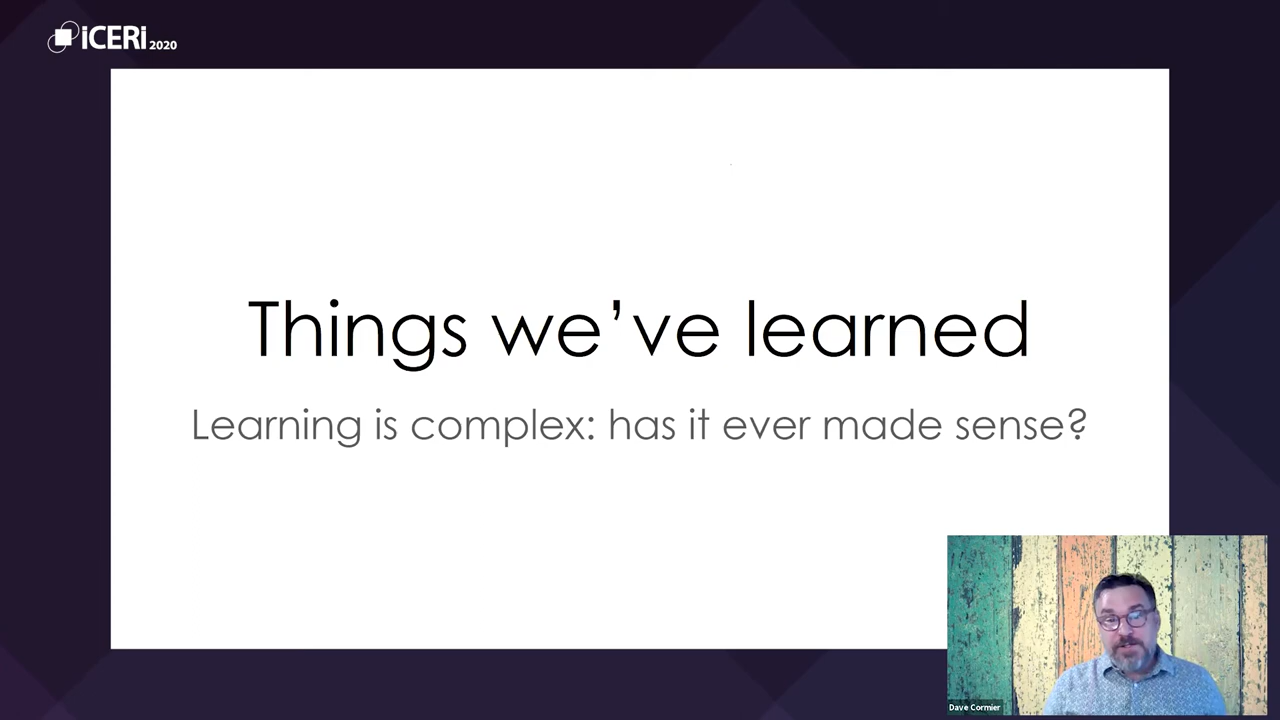 iCERi 2020
Things we’ve learned
Learning is complex: has it ever made sense?
Dave Cormier